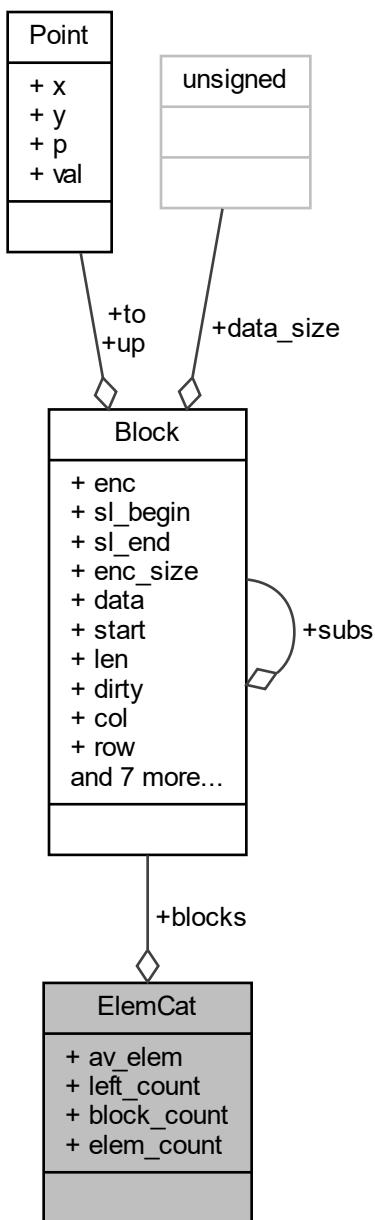 Point
+ x
+ y
+ p
+ val
unsigned
+to
+up
+data_size
Block
+ enc
+ sl_begin
+ sl_end
+ enc_size
+ data
+ start
+ len
+ dirty
+ col
+ row
and 7 more...
+subs
+blocks
ElemCat
+ av_elem
+ left_count
+ block_count
+ elem_count